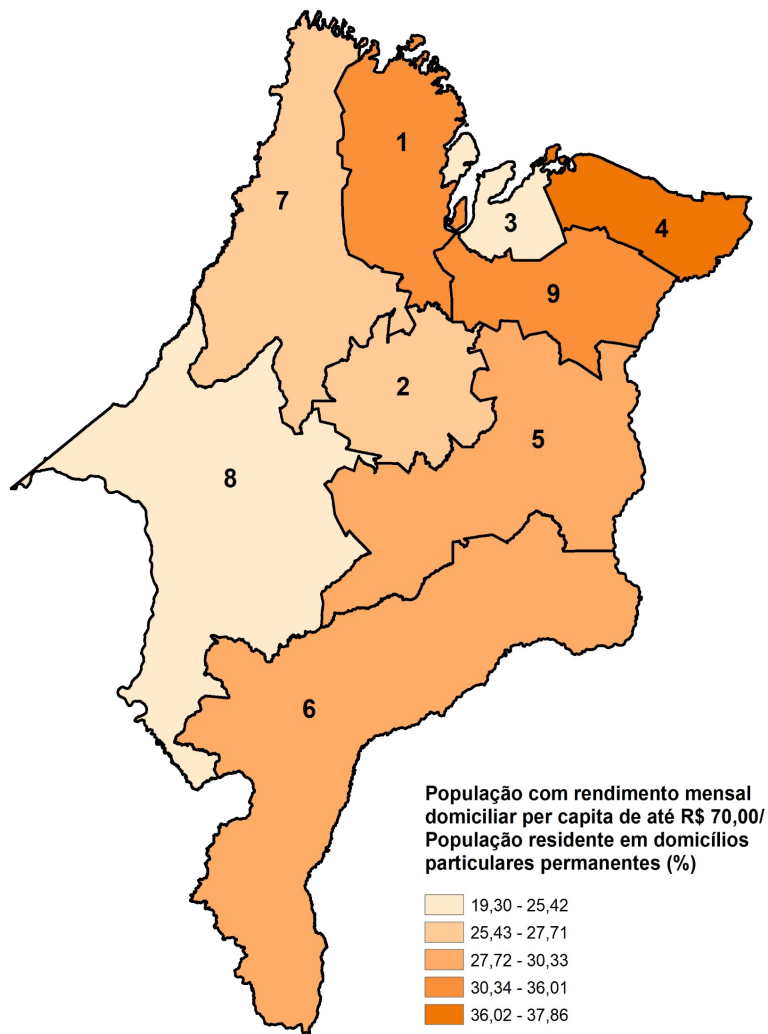 1
7
3
4
9
2
5
8
6
População com rendimento mensal
domiciliar per capita de até R$ 70,00/
População residente em domicílios
particulares permanentes (%)
19,30 - 25,42
25,43 - 27,71
27,72 - 30,33
30,34 - 36,01
36,02 - 37,86